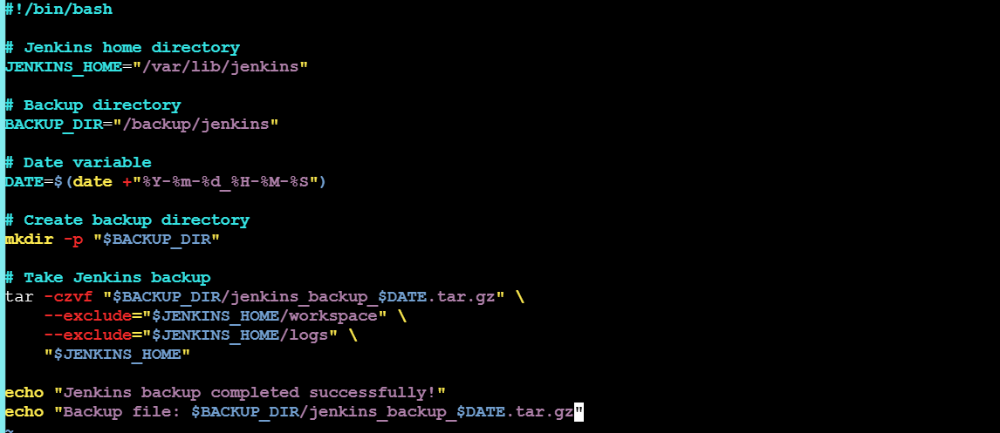 #!/bin/bash
# Jenkins home directory
JENKINS_HOME="/var/lib/jenkins"
# Backup directory
BACKUP_DIR="/backup/jenkins"
# Date variable
DATE=$(date +"%Y-%m-%d_%H-%M-%S")
# Create backup directory
mkdir -p "$BACKUP_DIR"
# Take Jenkins backup
tar -czvf "$BACKUP_DIR/jenkins_backup_$DATE.tar.gz" \
    --exclude="$JENKINS_HOME/workspace" \
    --exclude="$JENKINS_HOME/logs" \
    "$JENKINS_HOME"
echo "Jenkins backup completed successfully!"
echo "Backup file: $BACKUP_DIR/jenkins_backup_$DATE.tar.gz"
~